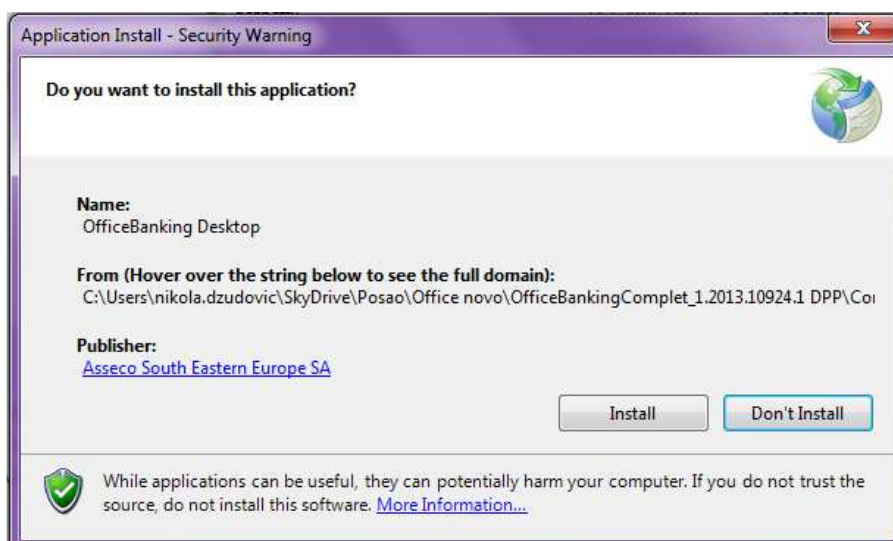 Application Install - Security Warning
Do you want to install this application?
Name:
OfficeBanking Desktop
From (Hover over the string below to see the full domain):
C:\Users\nikola.dzudovic\SkyDrive\Posao\Office novo\OfficeBankingComplet_1.2013.10924.1 DPP\Co
Publisher:
Asseco South Eastern Europe SA
Install
Don't Install
While applications can be useful, they can potentially harm your computer. If you do not trust the
source, do not install this software. More Information...